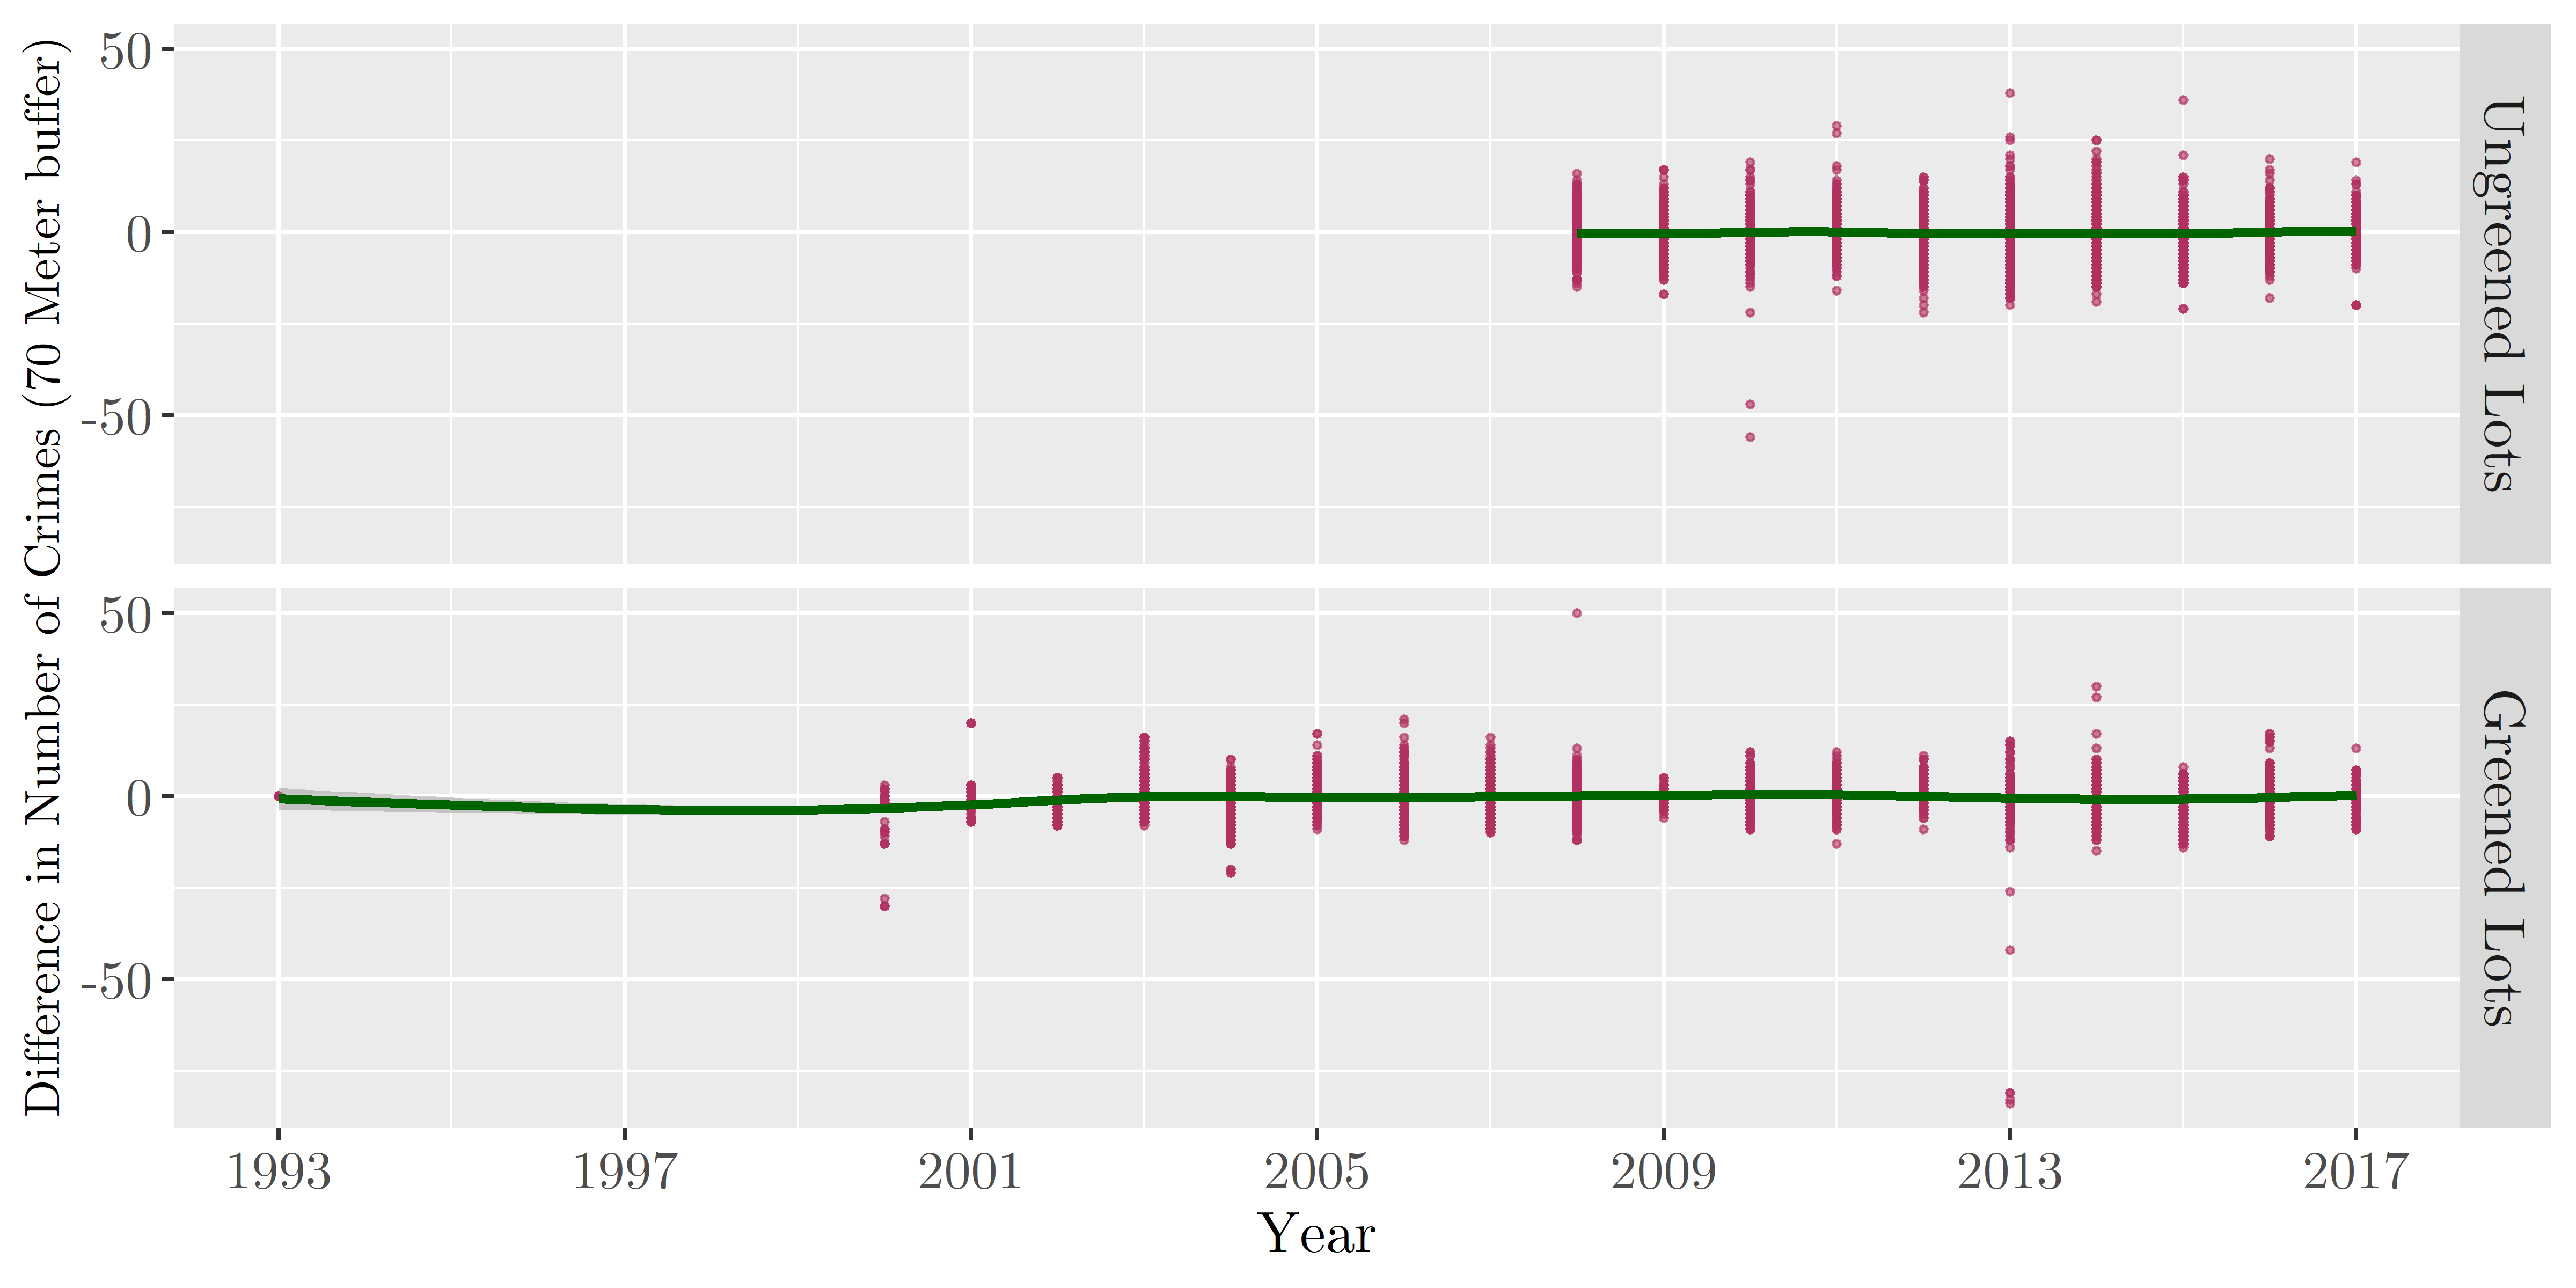 Difference in Number of Crimes (70 Meter buffer)
50
0
-50
Ungreened Lots
50
0
-50
Greened Lots
1993 1997 2001 2005 2009 2013 2017
Year